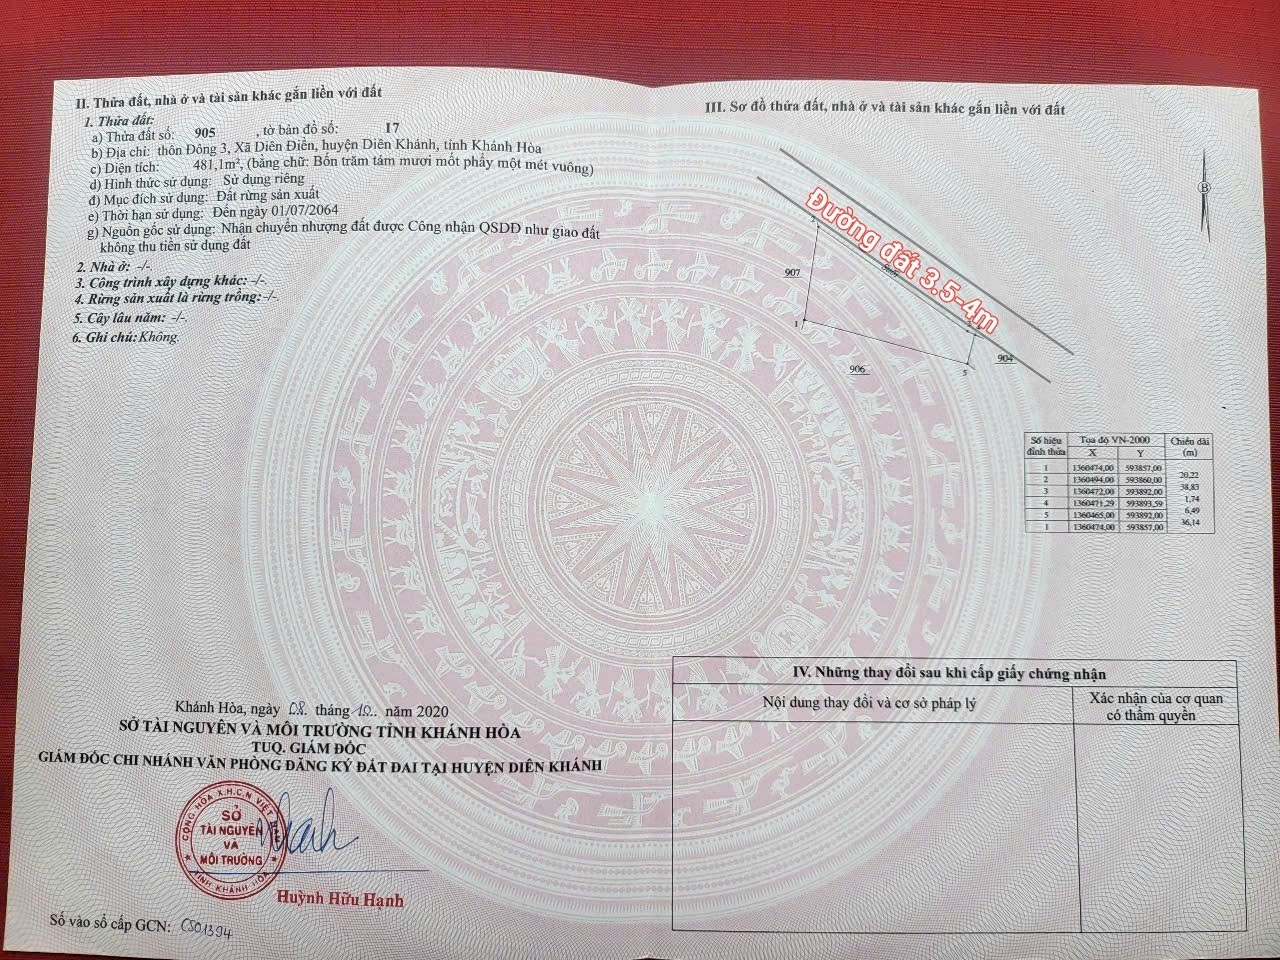 II. Thửa đất, nhà ở và tài sản khác gắn liền với đất
1. Thửa đất:
a) Thửa đất số: 905 , tờ bản đồ số: 17
b) Địa chỉ: thôn Đông 3, Xã Diên Điền, huyện Diên Khánh, tỉnh Khánh Hòa
c) Diện tích: 481,1m², (bằng chữ: Bốn trăm tám mươi mốt phẩy một mét vuông)
d) Hình thức sử dụng: Sử dụng riêng
đ) Mục đích sử dụng: Đất rừng sản xuất
e) Thời hạn sử dụng: Đến ngày 01/07/2064
g) Nguồn gốc sử dụng: Nhận chuyển nhượng đất được Công nhận QSDĐ như giao đất
không thu tiền sử dụng đất
2. Nhà ở: -/-.
3. Công trình xây dựng khác: -/-.
4. Rừng sản xuất là rừng trồng: -/-.
5. Cây lâu năm: -/-.
6. Ghi chú: Không.
Khánh Hòa, ngày 08. tháng 10.. năm 2020
SỞ TÀI NGUYÊN VÀ MÔI TRƯỜNG TỈNH KHÁNH HÒA
TUQ. GIÁM ĐỐC
GIÁM ĐỐC CHI NHÁNH VĂN PHÒNG ĐĂNG KÝ ĐẤT ĐAI TẠI HUYỆN DIÊN KHÁNH
CỘNG HÒA X.H.C.N VIỆT NAM
SỞ
TÀI NGUYÊN
VÀ
MÔI TRƯỜNG
TỈNH KHÁNH HÒA
Huỳnh Hữu Hạnh
Số vào sổ cấp GCN: CS01394
III. Sơ đồ thửa đất, nhà ở và tài sản khác gắn liền với đất
B
Đường đất 3.5-4m
2
907
1
3
904
906
5
Số hiệu đỉnh thửa Tọa độ VN-2000 Chiều dài (m)
X Y
1 1360474,00 593857,00
20,22
2 1360494,00 593860,00
38,83
3 1360472,00 593892,00
1,74
4 1360471,29 593893,59
6,49
5 1360465,00 593892,00
36,14
1 1360474,00 593857,00
IV. Những thay đổi sau khi cấp giấy chứng nhận
Nội dung thay đổi và cơ sở pháp lý
Xác nhận của cơ quan
có thẩm quyền